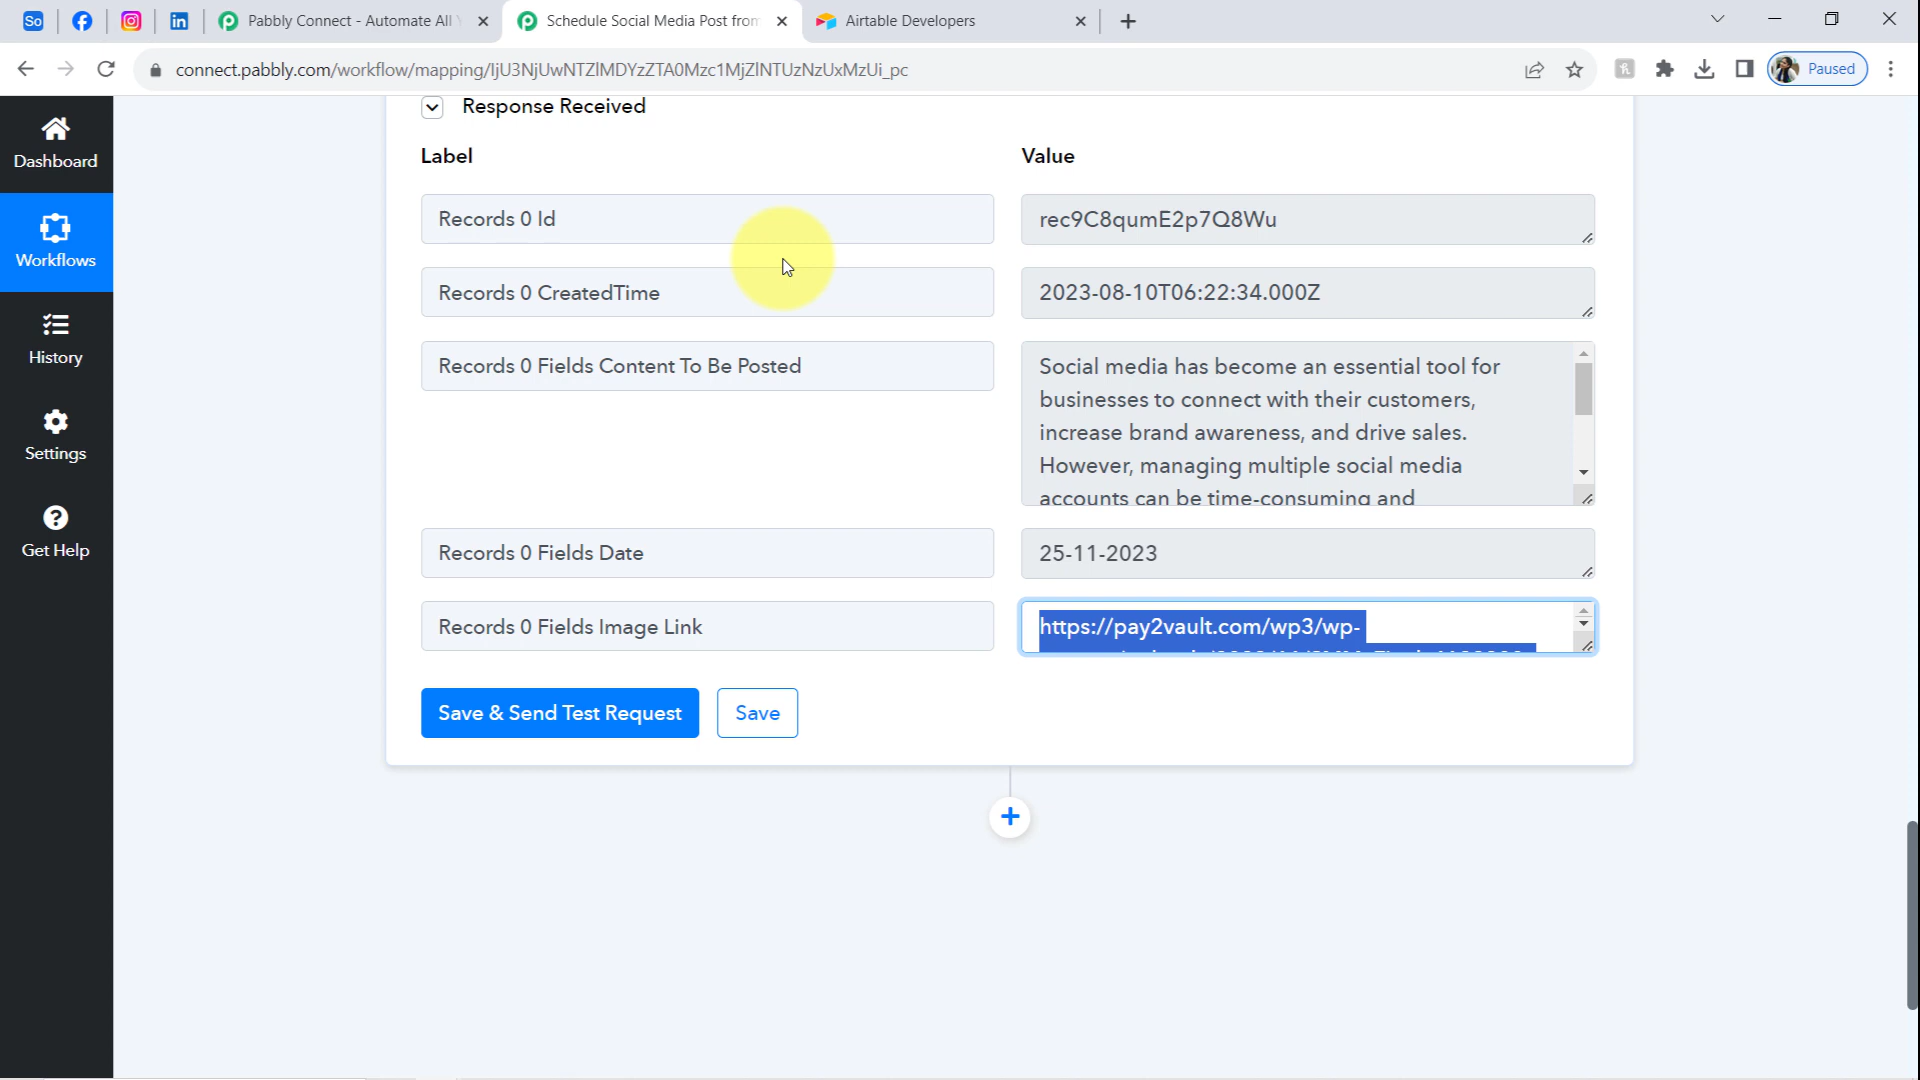 So
Pabbly Connect - Automate All
Schedule Social Media Post from
Airtable Developers
connect.pabbly.com/workflow/mapping/IjU3NjUwNTZlMDYzZTA0Mzc1MjZlNTUzNzUxMzUi_pc
Paused
Dashboard
Workflows
History
Settings
Get Help
Response Received
Label
Value
Records 0 Id
rec9C8qumE2p7Q8Wu
Records 0 CreatedTime
2023-08-10T06:22:34.000Z
Records 0 Fields Content To Be Posted
Social media has become an essential tool for
businesses to connect with their customers,
increase brand awareness, and drive sales.
However, managing multiple social media
accounts can be time-consuming and
Records 0 Fields Date
25-11-2023
Records 0 Fields Image Link
https://pay2vault.com/wp3/wp-
Save & Send Test Request
Save